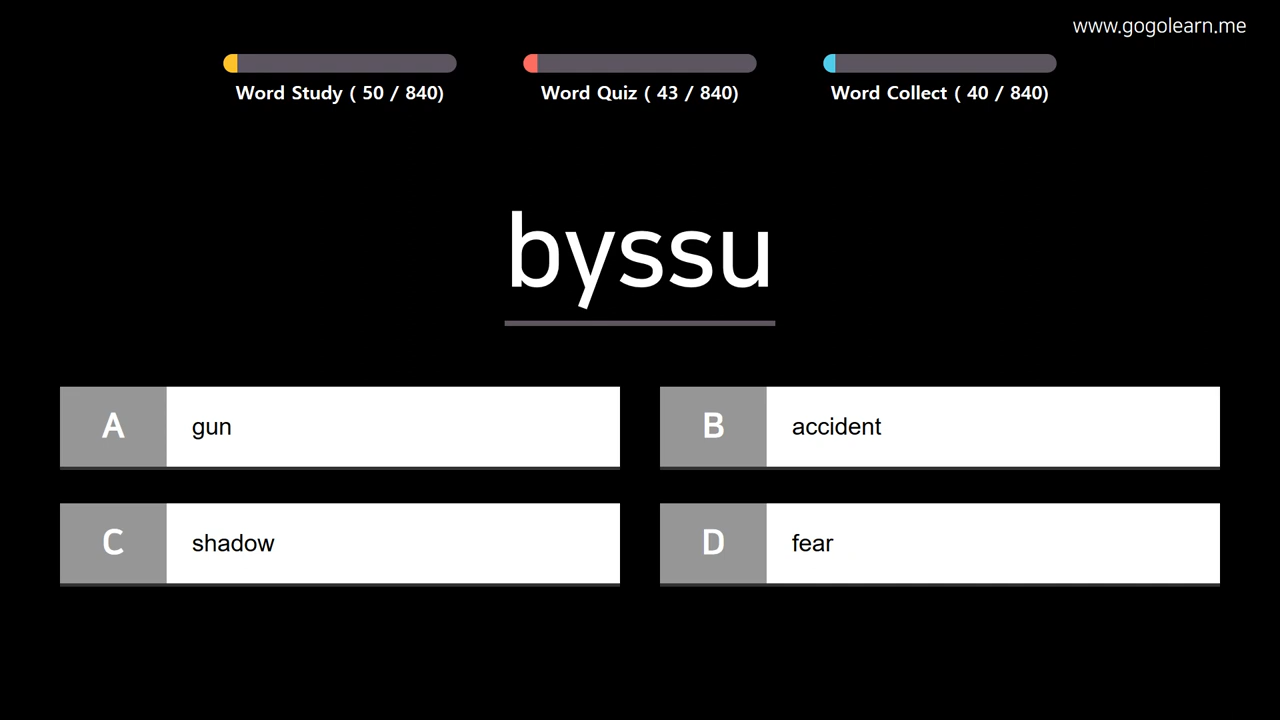 www.gogolearn.me
Word Study ( 50 / 840)
Word Quiz ( 43 / 840)
Word Collect ( 40 / 840)
byssu
A gun
B accident
C shadow
D fear